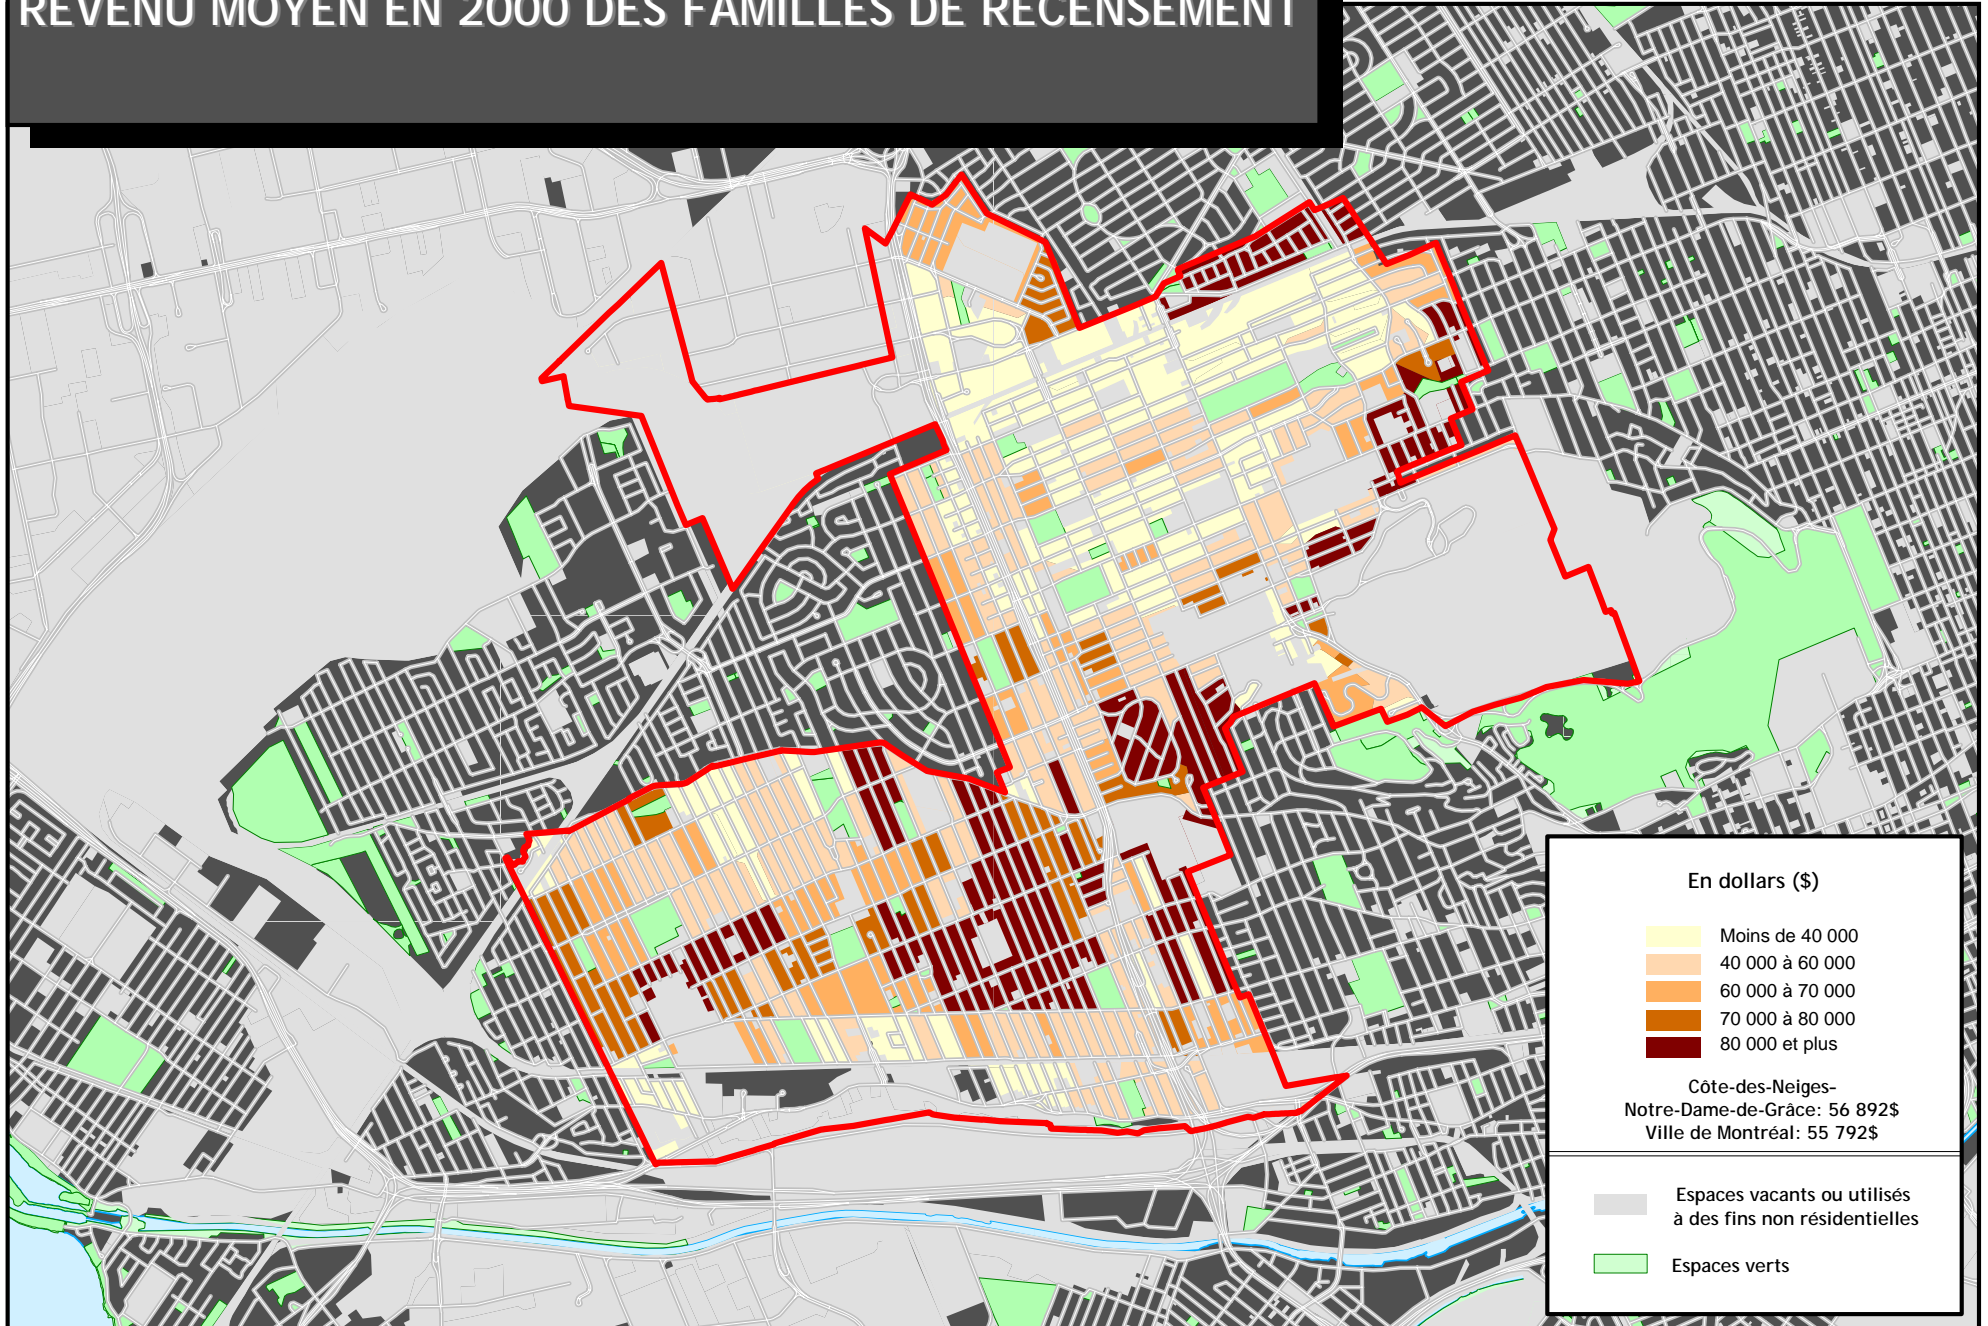 REVENU MOYEN EN 2000 DES FAMILLES DE RECENSEMENT
En dollars ($)
Moins de 40 000
40 000 à 60 000
60 000 à 70 000
70 000 à 80 000
80 000 et plus
Côte-des-Neiges-
Notre-Dame-de-Grâce: 56 892$
Ville de Montréal: 55 792$
Espaces vacants ou utilisés
à des fins non résidentielles
Espaces verts